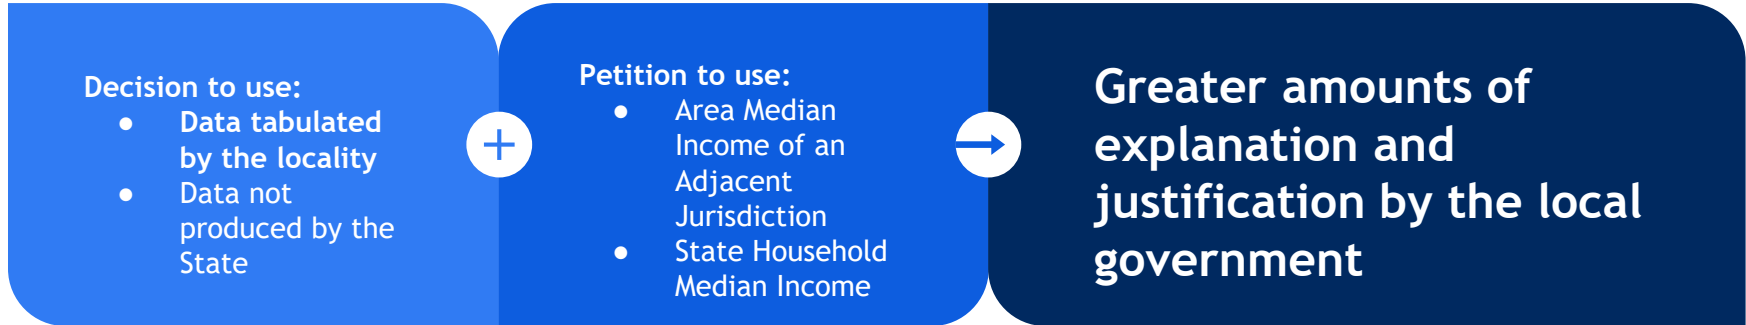 Decision to use:
● Data tabulated
by the locality
● Data not
produced by the
State
+
Petition to use:
● Area Median
Income of an
Adjacent
Jurisdiction
● State Household
Median Income
→
Greater amounts of
explanation and
justification by the local
government